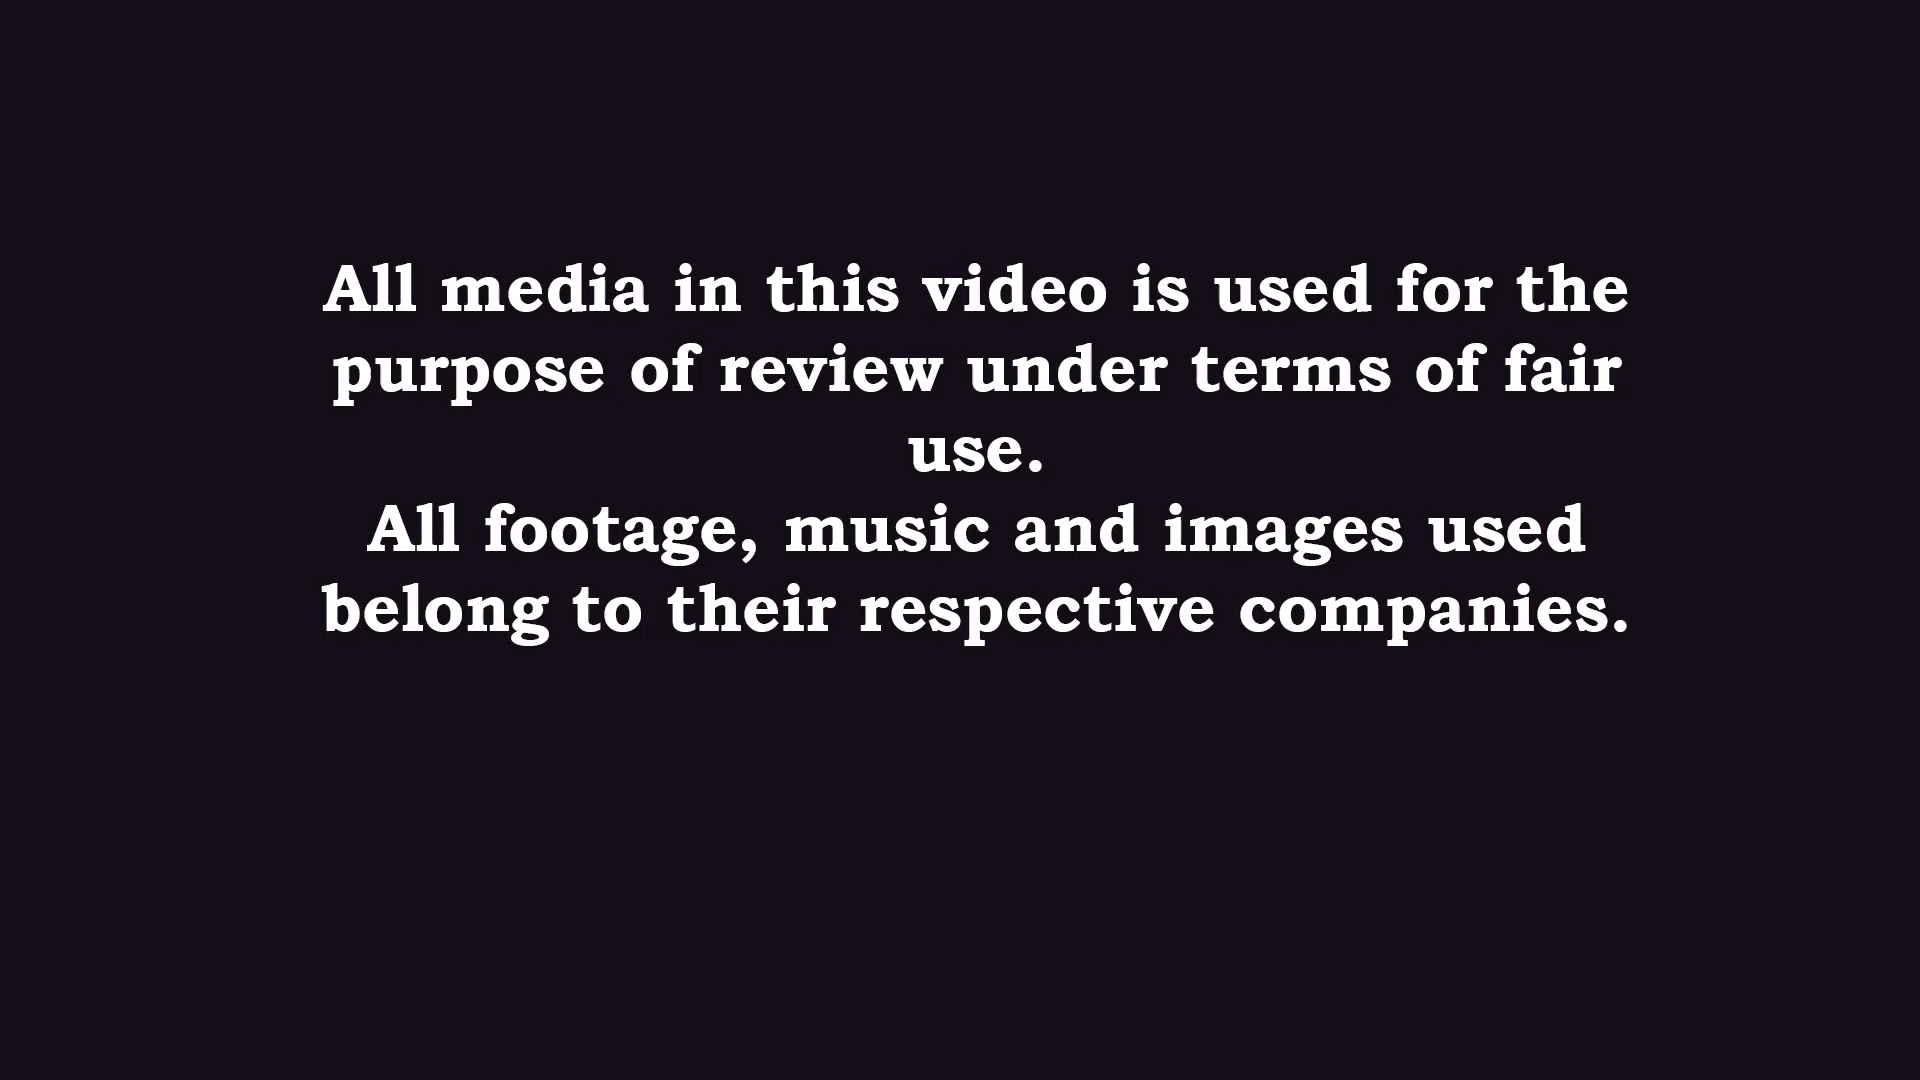 All media in this video is used for the
purpose of review under terms of fair
use.
All footage, music and images used
belong to their respective companies.